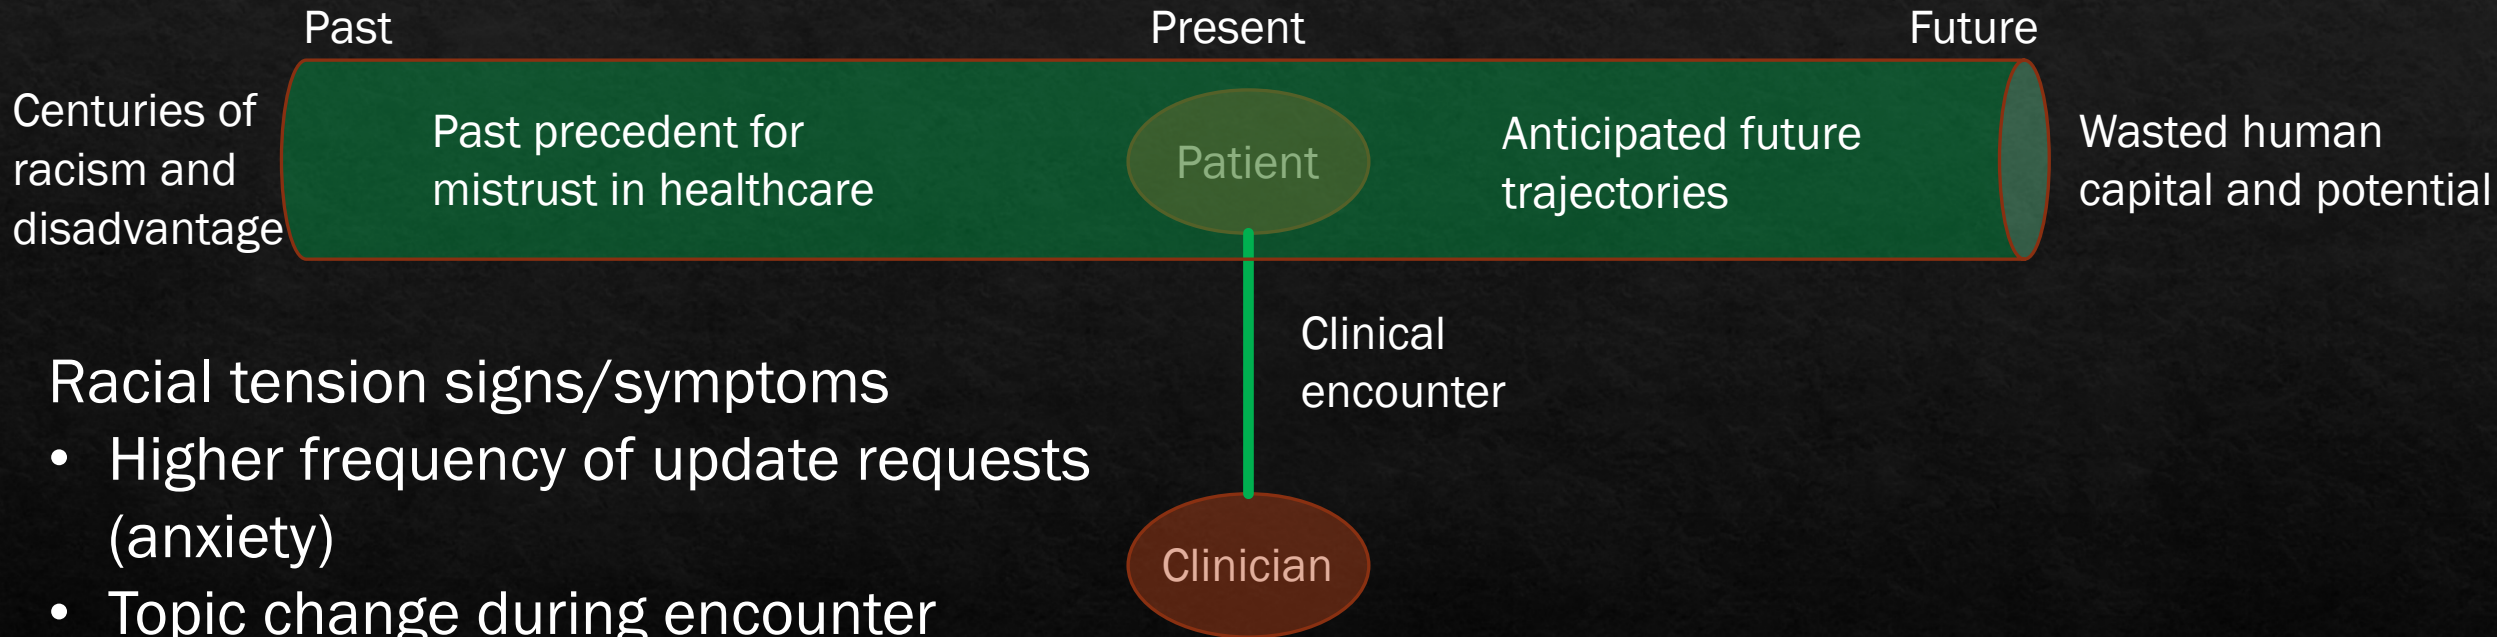 Past
Present
Future
Centuries of
racism and
disadvantage
Past precedent for
mistrust in healthcare
Patient
Anticipated future
trajectories
Wasted human
capital and potential
Clinical
encounter
Racial tension signs/symptoms
• Higher frequency of update requests
(anxiety)
• Topic change during encounter
Clinician